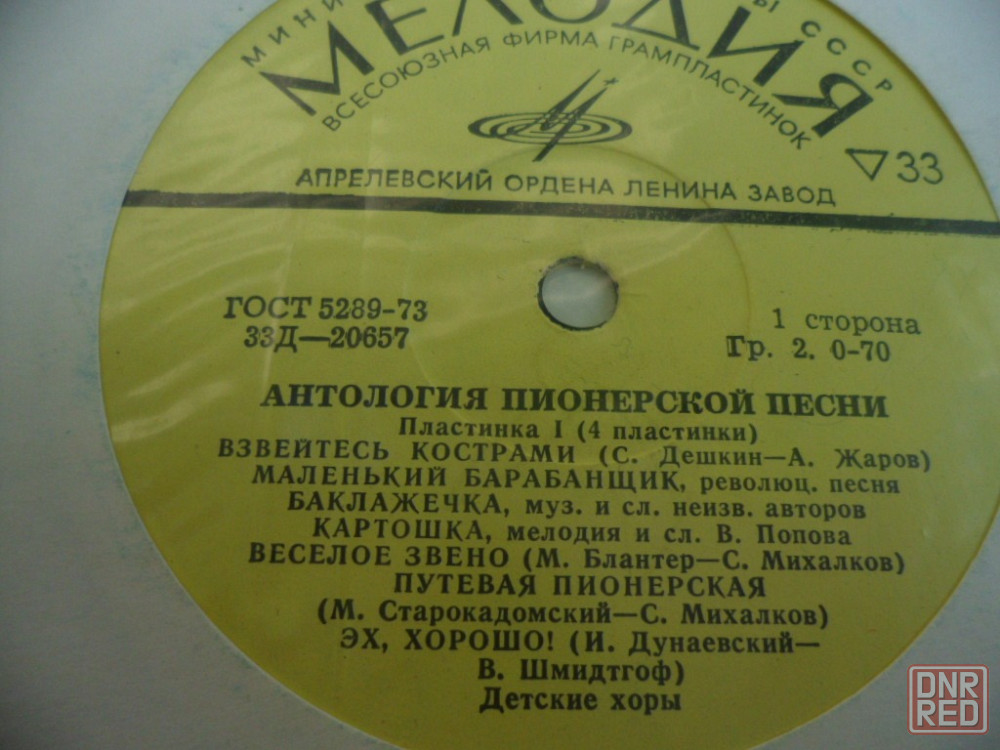 МИНИ Ы СССР
МЕЛОДИЯ
ВСЕСОЮЗНАЯ ФИРМА ГРАМПЛАСТИНОК
33
АПРЕЛЕВСКИЙ ОРДЕНА ЛЕНИНА ЗАВОД
ГОСТ 5289-73
33Д—20657
1 сторона
Гр. 2. 0-70
АНТОЛОГИЯ ПИОНЕРСКОЙ ПЕСНИ
Пластинка I (4 пластинки)
ВЗВЕЙТЕСЬ КОСТРАМИ (С. Дешкин—А. Жаров)
МАЛЕНЬКИЙ БАРАБАНЩИК, революц. песня
БАКЛАЖЕЧКА, муз. и сл. неизв. авторов
КАРТОШКА, мелодия и сл. В. Попова
ВЕСЕЛОЕ ЗВЕНО (М. Блантер—С. Михалков)
ПУТЕВАЯ ПИОНЕРСКАЯ
(М. Старокадомский—С. Михалков)
ЭХ, ХОРОШО! (И. Дунаевский—
В. Шмидтгоф)
Детские хоры
DNR
RED